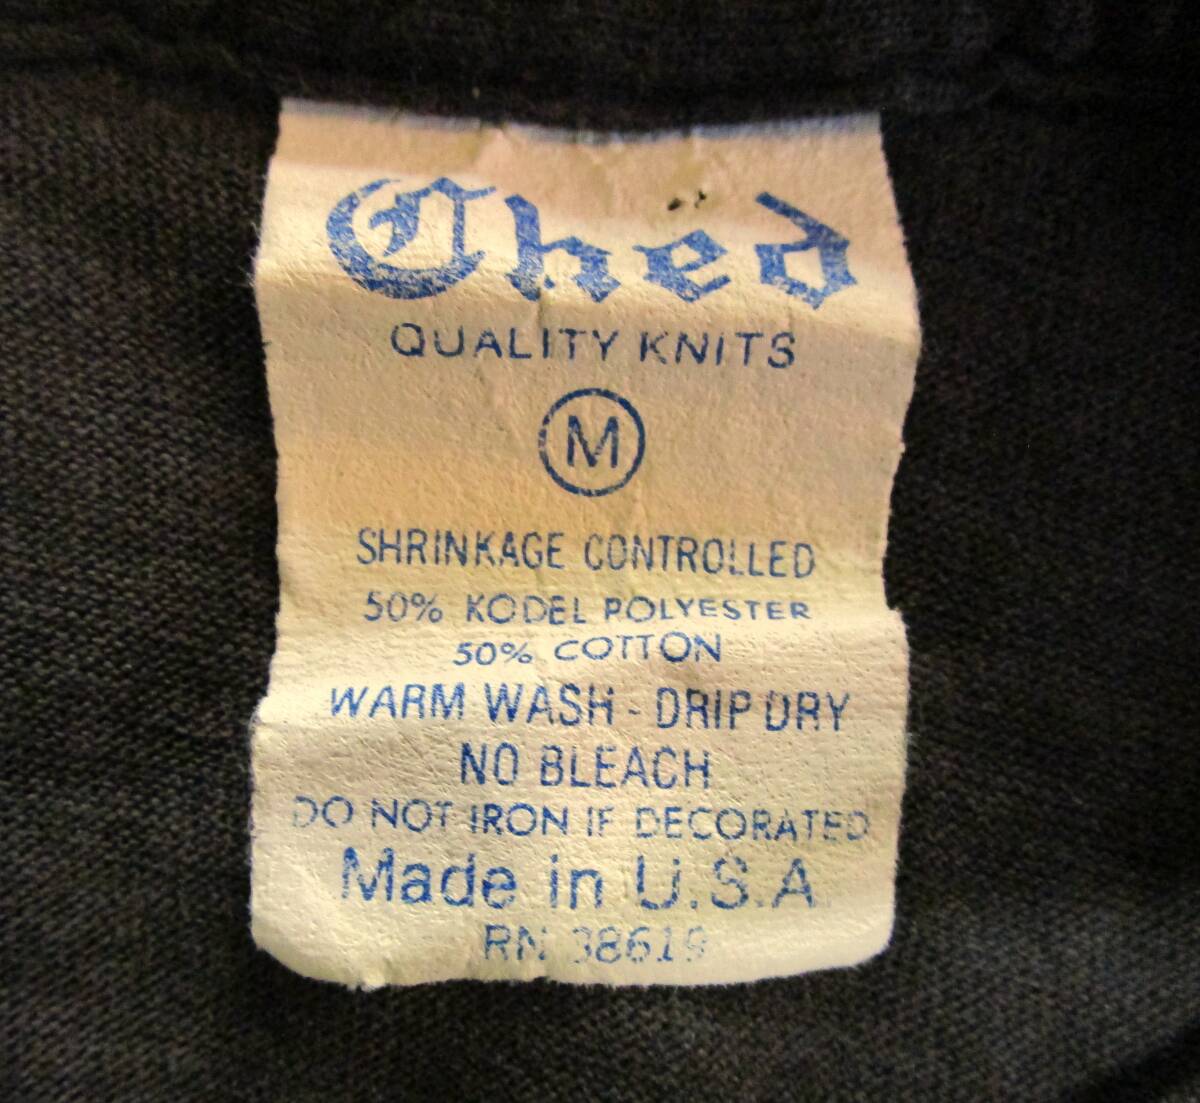 Ched
QUALITY KNITS
M
SHRINKAGE CONTROLLED
50% KODEL POLYESTER
50% COTTON
WARM WASH - DRIP DRY
NO BLEACH
DO NOT IRON IF DECORATED
Made in U.S.A.
RN 38619